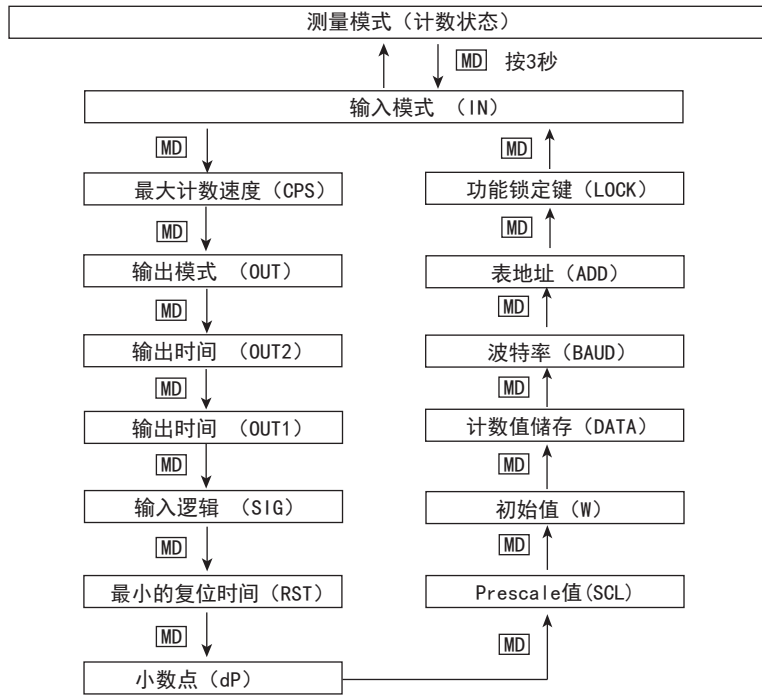 测量模式（计数状态）
MD 按3秒
输入模式 （IN）
MD
最大计数速度（CPS）
MD
输出模式 （OUT）
MD
输出时间 （OUT2）
MD
输出时间 （OUT1）
MD
输入逻辑 （SIG）
MD
最小的复位时间（RST）
MD
小数点（dP）
MD
Prescale值(SCL)
MD
初始值（W）
MD
计数值储存（DATA）
MD
波特率（BAUD）
MD
表地址（ADD）
MD
功能锁定键（LOCK）
MD